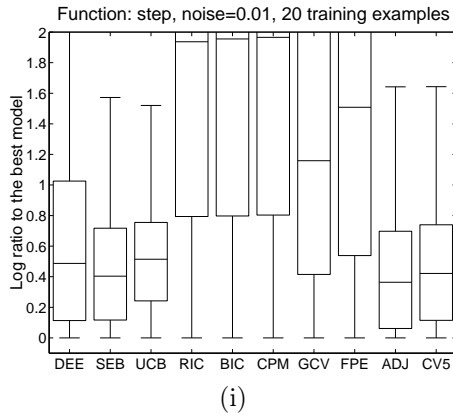 Function: step, noise=0.01, 20 training examples
Log ratio to the best model
2
1.8
1.6
1.4
1.2
1
0.8
0.6
0.4
0.2
0
DEE SEB UCB RIC BIC CPM GCV FPE ADJ CV5
(i)